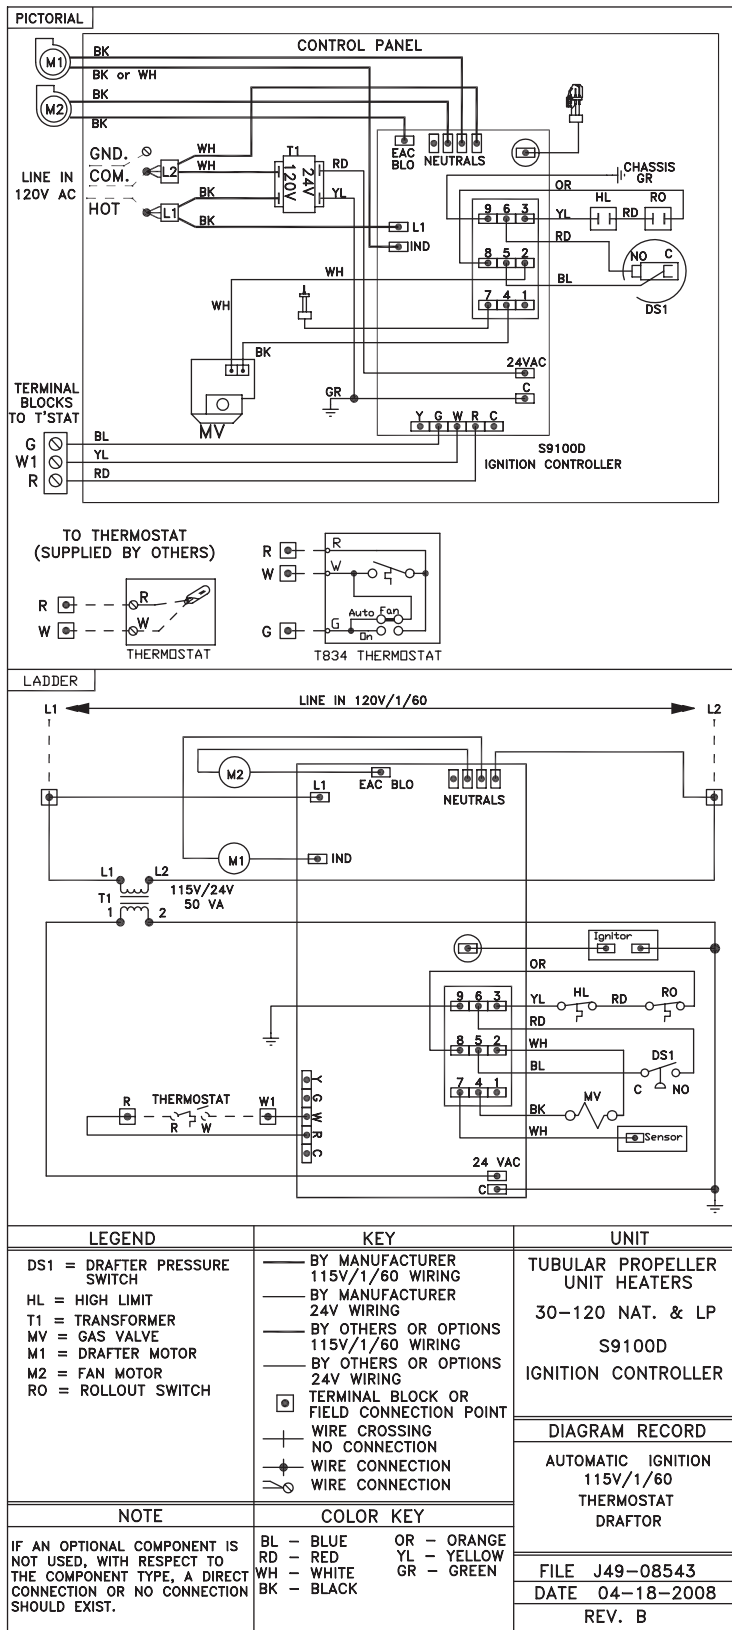 PICTORIAL
CONTROL PANEL
M1
BK
BK or WH
M2
BK
BK
GND.
COM.
HOT
LINE IN
120V AC
WH
WH
L2
BK
BK
L1
T1
120V
24V
RD
YL
EAC
BLO
NEUTRALS
L1
IND
CHASSIS
GR
OR
HL
RO
YL
RD
RD
9 6 3
8 5 2
7 4 1
NO
C
BL
DS1
WH
WH
BK
MV
24VAC
C
GR
TERMINAL
BLOCKS
TO T'STAT
G
W1
R
BL
YL
RD
Y G W R C
S9100D
IGNITION CONTROLLER
TO THERMOSTAT
(SUPPLIED BY OTHERS)
R
W
R
W
THERMOSTAT
R
W
G
R
W
G
Auto
Fan
On
T834 THERMOSTAT
LADDER
L1
LINE IN 120V/1/60
L2
M2
EAC BLO
NEUTRALS
L1
M1
IND
L1
L2
T1
1
2
115V/24V
50 VA
Ignitor
OR
9 6 3
8 5 2
7 4 1
YL
HL
RD
RO
RD
WH
BL
DS1
C
NO
MV
BK
WH
Sensor
Y
G
W
R
C
R
THERMOSTAT
R
W
W1
24 VAC
C
LEGEND
DS1 = DRAFTER PRESSURE
SWITCH
HL = HIGH LIMIT
T1 = TRANSFORMER
MV = GAS VALVE
M1 = DRAFTER MOTOR
M2 = FAN MOTOR
RO = ROLLOUT SWITCH
KEY
BY MANUFACTURER
115V/1/60 WIRING
BY MANUFACTURER
24V WIRING
BY OTHERS OR OPTIONS
115V/1/60 WIRING
BY OTHERS OR OPTIONS
24V WIRING
TERMINAL BLOCK OR
FIELD CONNECTION POINT
WIRE CROSSING
NO CONNECTION
WIRE CONNECTION
WIRE CONNECTION
UNIT
TUBULAR PROPELLER
UNIT HEATERS
30-120 NAT. & LP
S9100D
IGNITION CONTROLLER
DIAGRAM RECORD
AUTOMATIC IGNITION
115V/1/60
THERMOSTAT
DRAFTOR
NOTE
IF AN OPTIONAL COMPONENT IS
NOT USED, WITH RESPECT TO
THE COMPONENT TYPE, A DIRECT
CONNECTION OR NO CONNECTION
SHOULD EXIST.
COLOR KEY
BL - BLUE
RD - RED
WH - WHITE
BK - BLACK
OR - ORANGE
YL - YELLOW
GR - GREEN
FILE J49-08543
DATE 04-18-2008
REV. B